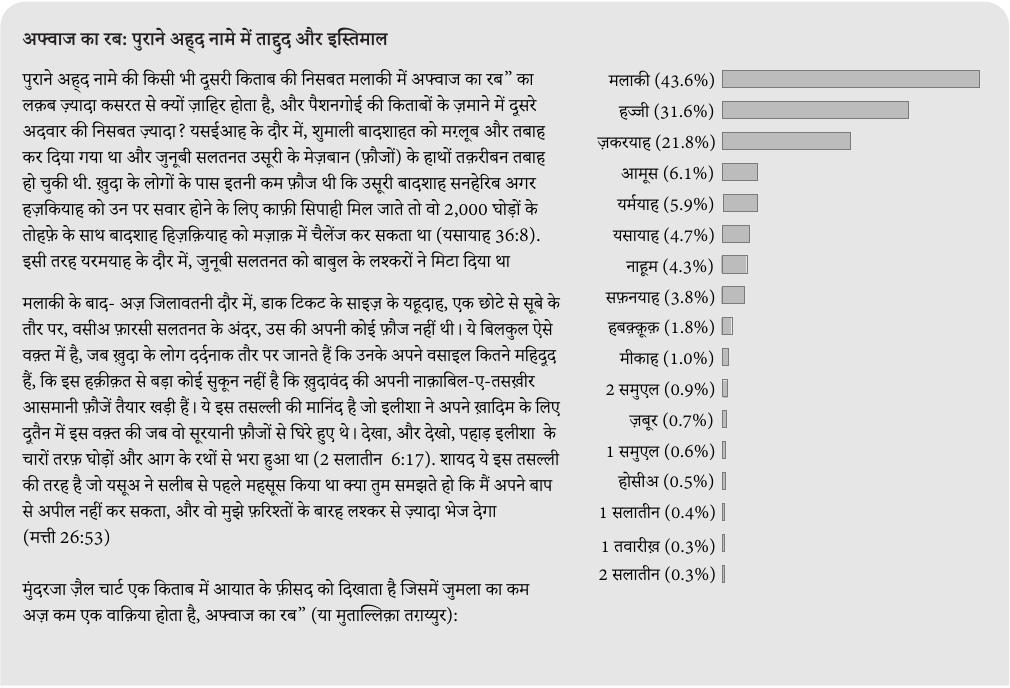 अफ्वाज का रब: पुराने अह्द नामे में ताद्दुद और इस्तिमाल
पुराने अह्द नामे की किसी भी दूसरी किताब की निसबत मलाकी में अफ्वाज का रब” का
लक़ब ज़्यादा कसरत से क्यों ज़ाहिर होता है, और पैशनगोई की किताबों के ज़माने में दूसरे
अदवार की निसबत ज़्यादा? यसईआह के दौर में, शुमाली बादशाहत को मग़्लूब और तबाह
कर दिया गया था और जुनूबी सलतनत उसूरी के मेज़बान (फ़ौजों) के हाथों तक़रीबन तबाह
हो चुकी थी. ख़ुदा के लोगों के पास इतनी कम फ़ौज थी कि उसूरी बादशाह सनहेरिब अगर
हज़कियाह को उन पर सवार होने के लिए काफ़ी सिपाही मिल जाते तो वो 2,000 घोड़ों के
तोहफ़े के साथ बादशाह हिज़क़ियाह को मज़ाक़ में चैलेंज कर सकता था (यसायाह 36:8).
इसी तरह यरमयाह के दौर में, जुनूबी सलतनत को बाबुल के लश्करों ने मिटा दिया था
मलाकी के बाद- अज़ जिलावतनी दौर में, डाक टिकट के साइज़ के यहूदाह, एक छोटे से सूबे के
तौर पर, वसीअ फ़ारसी सलतनत के अंदर, उस की अपनी कोई फ़ौज नहीं थी। ये बिलकुल ऐसे
वक़्त में है, जब ख़ुदा के लोग दर्दनाक तौर पर जानते हैं कि उनके अपने वसाइल कितने महिदूद
हैं, कि इस हक़ीक़त से बड़ा कोई सुकून नहीं है कि ख़ुदावंद की अपनी नाक़ाबिल-ए-तसख़ीर
आसमानी फ़ौजें तैयार खड़ी हैं। ये इस तसल्ली की मानिंद है जो इलीशा ने अपने ख़ादिम के लिए
दूतैन में इस वक़्त की जब वो सूरयानी फ़ौजों से घिरे हुए थे। देखा, और देखो, पहाड़ इलीशा के
चारों तरफ़ घोड़ों और आग के रथों से भरा हुआ था (2 सलातीन 6:17). शायद ये इस तसल्ली
की तरह है जो यसूअ ने सलीब से पहले महसूस किया था क्या तुम समझते हो कि मैं अपने बाप
से अपील नहीं कर सकता, और वो मुझे फ़रिश्तों के बारह लश्कर से ज़्यादा भेज देगा
(मत्ती 26:53)
मुंदरजा ज़ैल चार्ट एक किताब में आयात के फ़ीसद को दिखाता है जिसमें जुमला का कम
अज़ कम एक वाक़िया होता है, अफ्वाज का रब” (या मुताल्लिक़ा तग़य्युर):
मलाकी (43.6%)
हज्जी (31.6%)
ज़करयाह (21.8%)
आमूस (6.1%)
यर्मयाह (5.9%)
यसायाह (4.7%)
नाहूम (4.3%)
सफ़नयाह (3.8%)
हबक़्क़ूक़ (1.8%)
मीकाह (1.0%)
2 समुएल (0.9%)
ज़बूर (0.7%)
1 समुएल (0.6%)
होसीअ (0.5%)
1 सलातीन (0.4%)
1 तवारीख़ (0.3%)
2 सलातीन (0.3%)